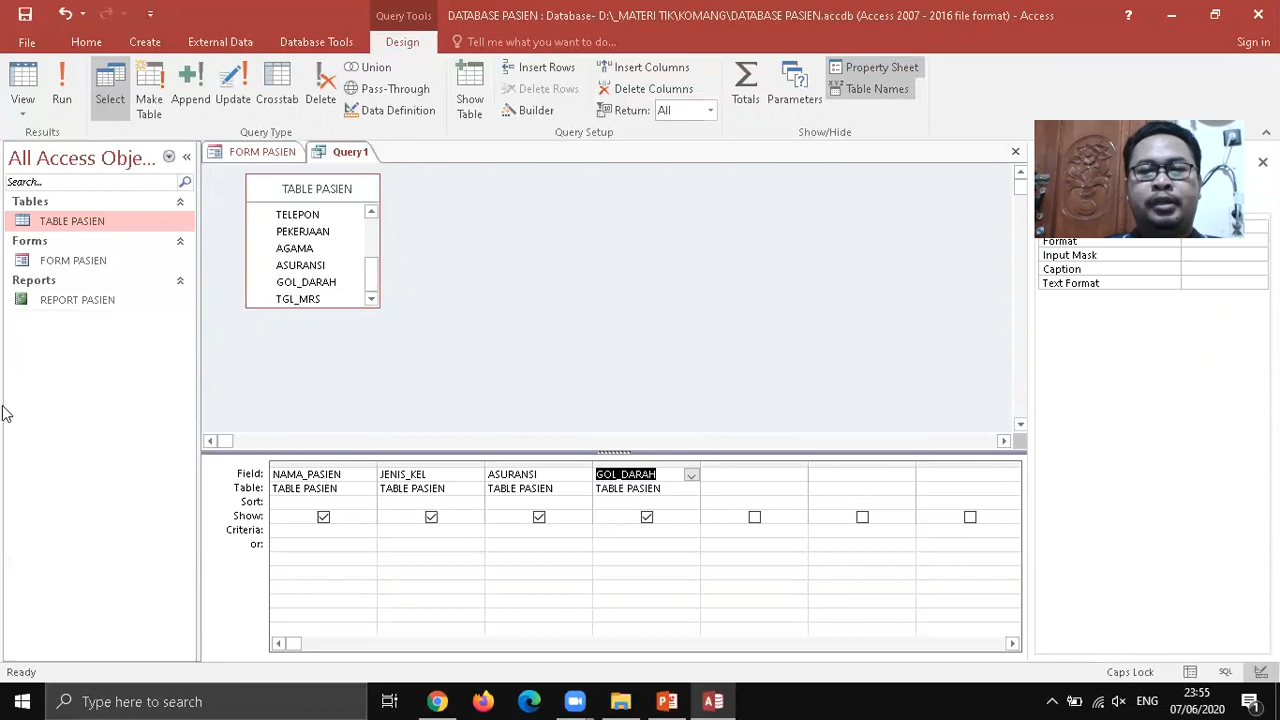 Query Tools
DATABASE PASIEN : Database- D:\_MATERI TIK\KOMANG\DATABASE PASIEN.accdb (Access 2007 - 2016 file format) - Access
File Home Create External Data Database Tools Design Tell me what you want to do... Sign in
View Run Select Make Table Append Update Crosstab Delete
Union
Pass-Through
Data Definition
Show Table
Insert Rows
Delete Rows
Builder
Insert Columns
Delete Columns
Return: All
Totals Parameters
Property Sheet
Table Names
Results Query Type Query Setup Show/Hide
All Access Obje...
Search...
Tables
TABLE PASIEN
Forms
FORM PASIEN
Reports
REPORT PASIEN
FORM PASIEN Query1
TABLE PASIEN
TELEPON
PEKERJAAN
AGAMA
ASURANSI
GOL_DARAH
TGL_MRS
Format
Input Mask
Caption
Text Format
Field: NAMA_PASIEN JENIS_KEL ASURANSI GOL_DARAH
Table: TABLE PASIEN TABLE PASIEN TABLE PASIEN TABLE PASIEN
Sort:
Show:
Criteria:
or:
Ready Caps Lock SQL
Type here to search
ENG
23:55
07/06/2020
1